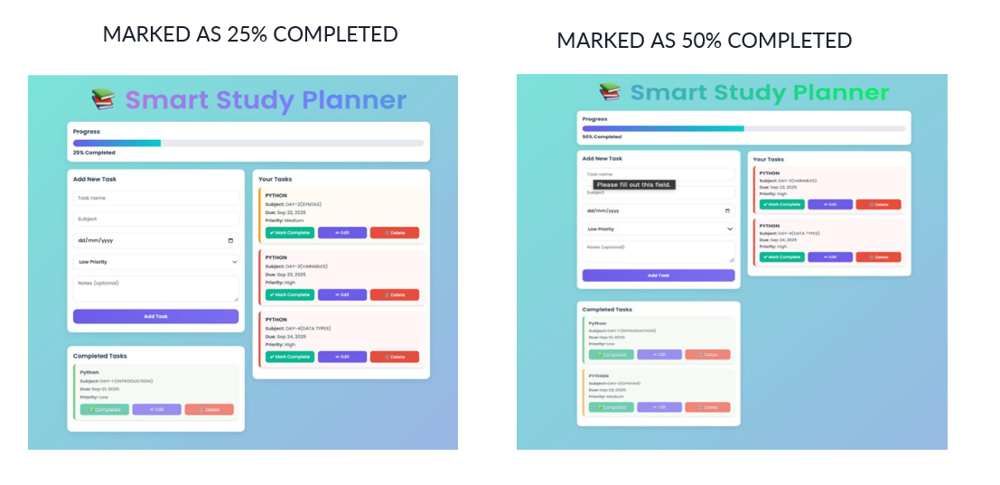 MARKED AS 25% COMPLETED
Smart Study Planner
Progress
25% Completed
Add New Task
Task name
Subject
dd/mm/yyyy
Low Priority
Notes (optional)
Add Task
Completed Tasks
Python
Subject: DAY-1 (INTRODUCTION)
Due: Sep 21, 2025
Priority: Low
Completed Edit Delete
Your Tasks
PYTHON
Subject: DAY-2(SYNTAX)
Due: Sep 22, 2025
Priority: Medium
Mark Complete Edit Delete
PYTHON
Subject: DAY-3(VARIABLES)
Due: Sep 23, 2025
Priority: High
Mark Complete Edit Delete
PYTHON
Subject: DAY-4(DATA TYPES)
Due: Sep 24, 2025
Priority: High
Mark Complete Edit Delete
MARKED AS 50% COMPLETED
Smart Study Planner
Progress
50% Completed
Add New Task
Task name
Please fill out this field.
Subject
dd/mm/yyyy
Low Priority
Notes (optional)
Add Task
Completed Tasks
Python
Subject: DAY-1 (INTRODUCTION)
Due: Sep 21, 2025
Priority: Low
Completed Edit Delete
PYTHON
Subject: DAY-2(SYNTAX)
Due: Sep 22, 2025
Priority: Medium
Completed Edit Delete
Your Tasks
PYTHON
Subject: DAY-3(VARIABLES)
Due: Sep 23, 2025
Priority: High
Mark Complete Edit Delete
PYTHON
Subject: DAY-4(DATA TYPES)
Due: Sep 24, 2025
Priority: High
Mark Complete Edit Delete